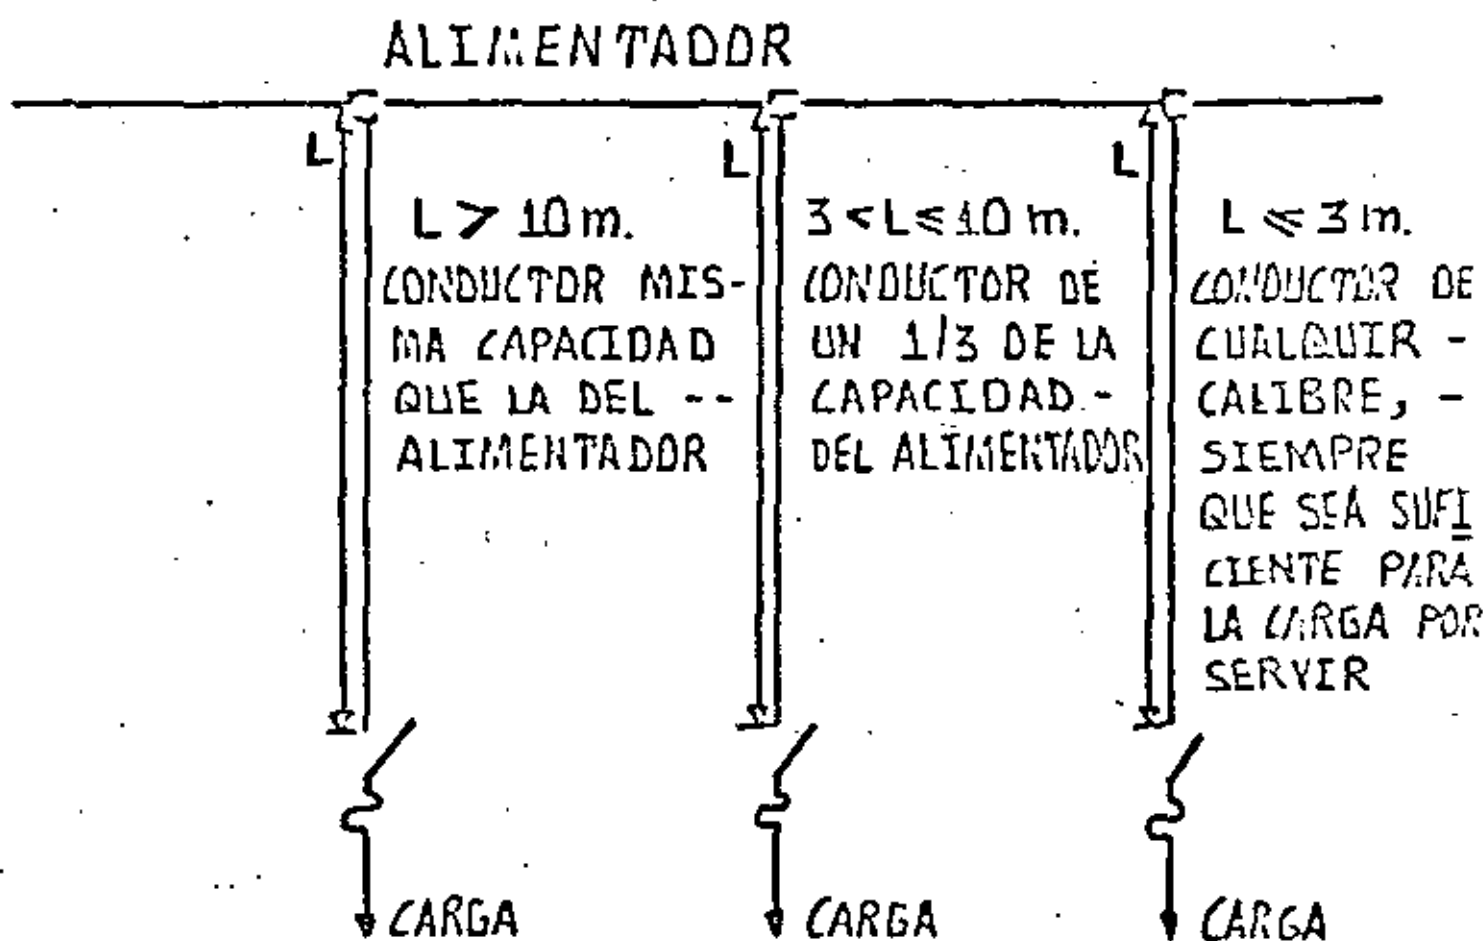 ALIMENTADOR
L
L > 10 m.
CONDUCTOR MIS-
MA CAPACIDAD
QUE LA DEL --
ALIMENTADOR
CARGA
L
3 < L ≤ 10 m.
CONDUCTOR DE
UN 1/3 DE LA
CAPACIDAD -
DEL ALIMENTADOR
CARGA
L
L ≤ 3 m.
CONDUCTOR DE
CUALQUIR -
CALIBRE, -
SIEMPRE
QUE SEA SUFI
CIENTE PARA
LA CARGA POR
SERVIR
CARGA